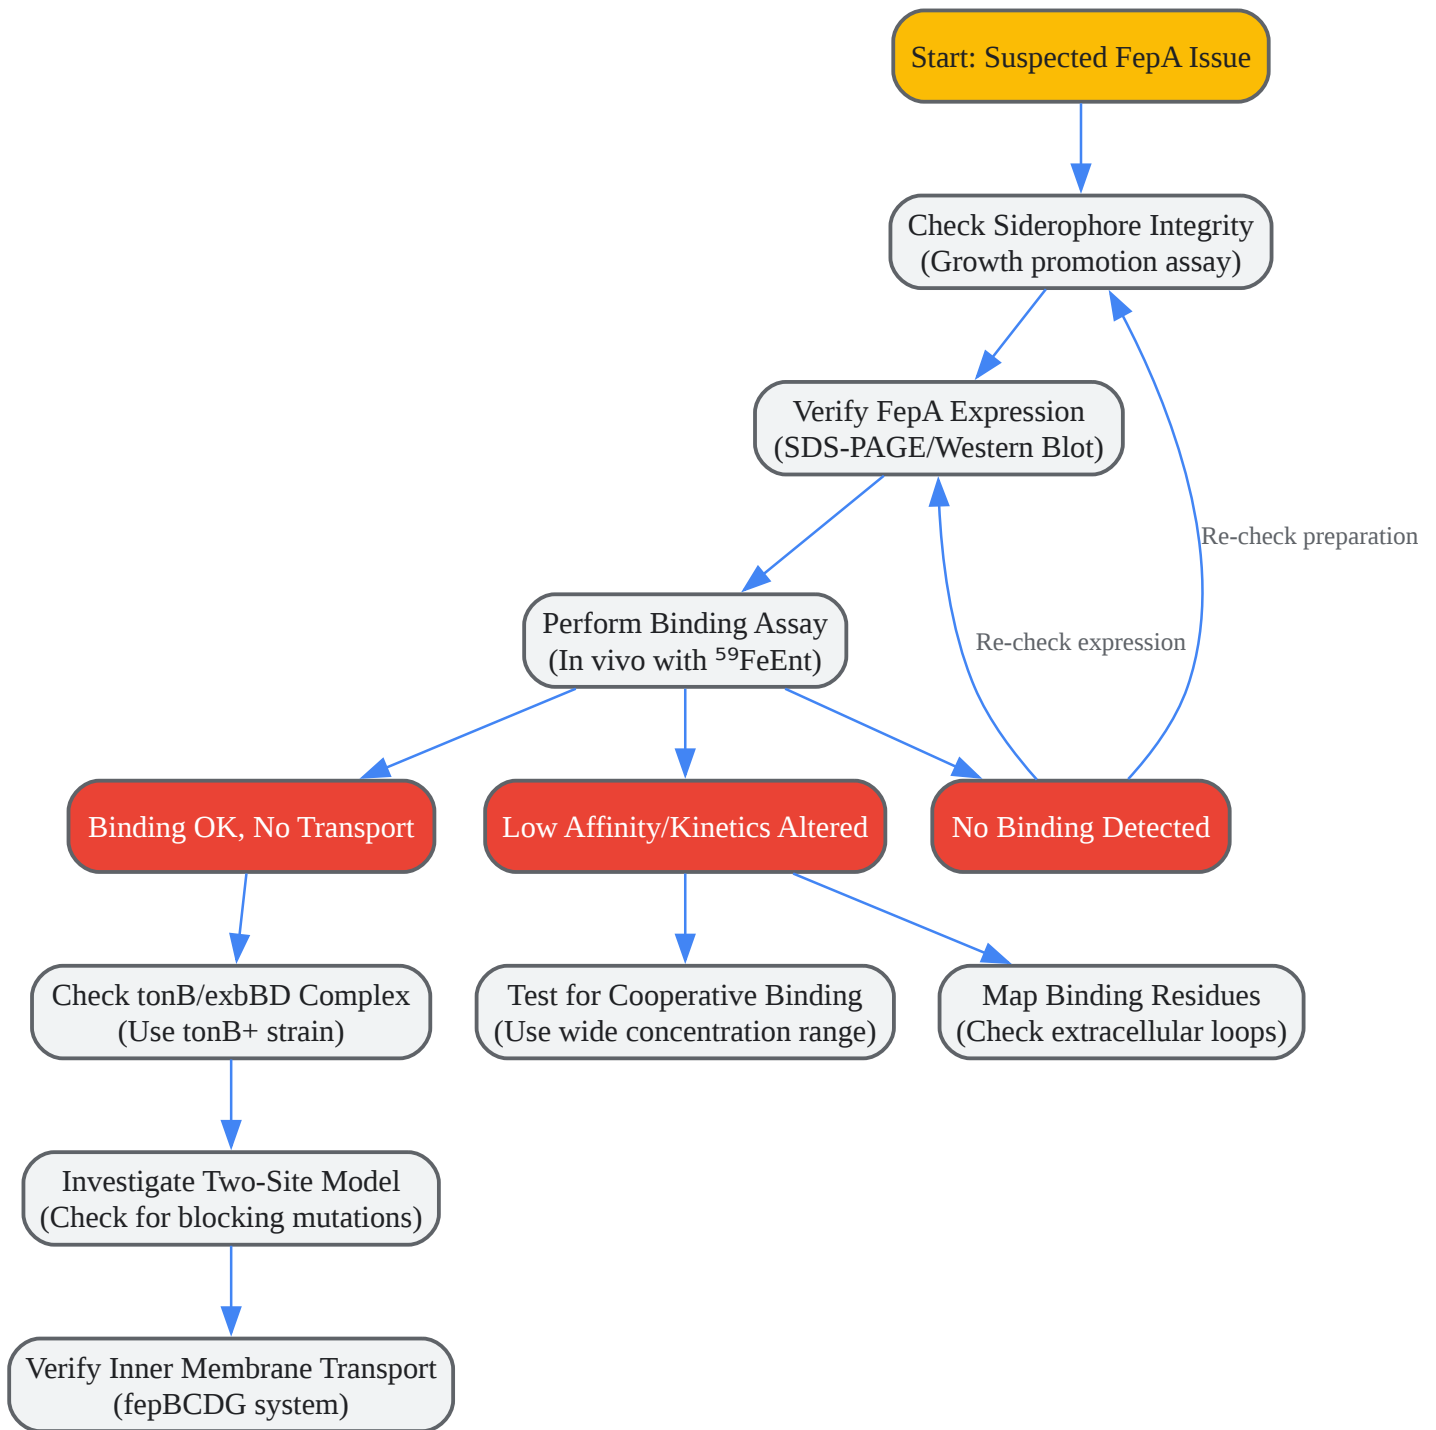 Start: Suspected FepA Issue
Check Siderophore Integrity
(Growth promotion assay)
Verify FepA Expression
(SDS-PAGE/Western Blot)
Re-check preparation
Perform Binding Assay
(In vivo with ⁵⁹FeEnt)
Re-check expression
Binding OK, No Transport
Low Affinity/Kinetics Altered
No Binding Detected
Check tonB/exbBD Complex
(Use tonB+ strain)
Test for Cooperative Binding
(Use wide concentration range)
Map Binding Residues
(Check extracellular loops)
Investigate Two-Site Model
(Check for blocking mutations)
Verify Inner Membrane Transport
(fepBCDG system)